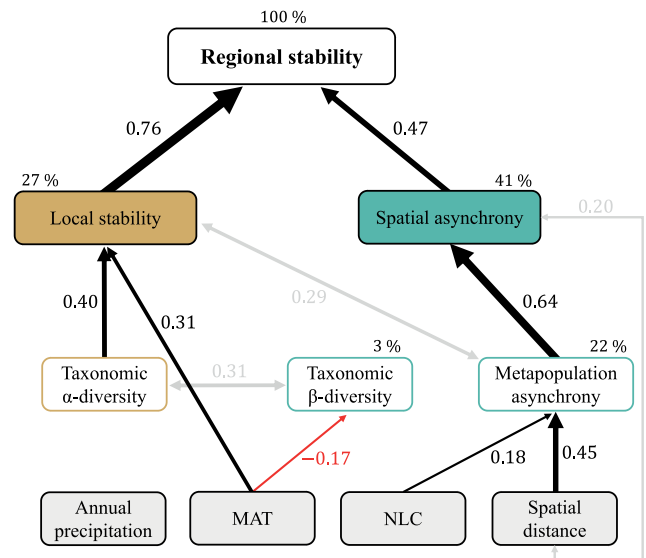 100 %
Regional stability
0.76
0.47
27 %
41 %
Local stability
Spatial asynchrony
0.20
0.40
0.31
0.29
0.64
3 %
22 %
Taxonomic
α-diversity
0.31
Taxonomic
β-diversity
Metapopulation
asynchrony
−0.17
0.18
0.45
Annual
precipitation
MAT
NLC
Spatial
distance